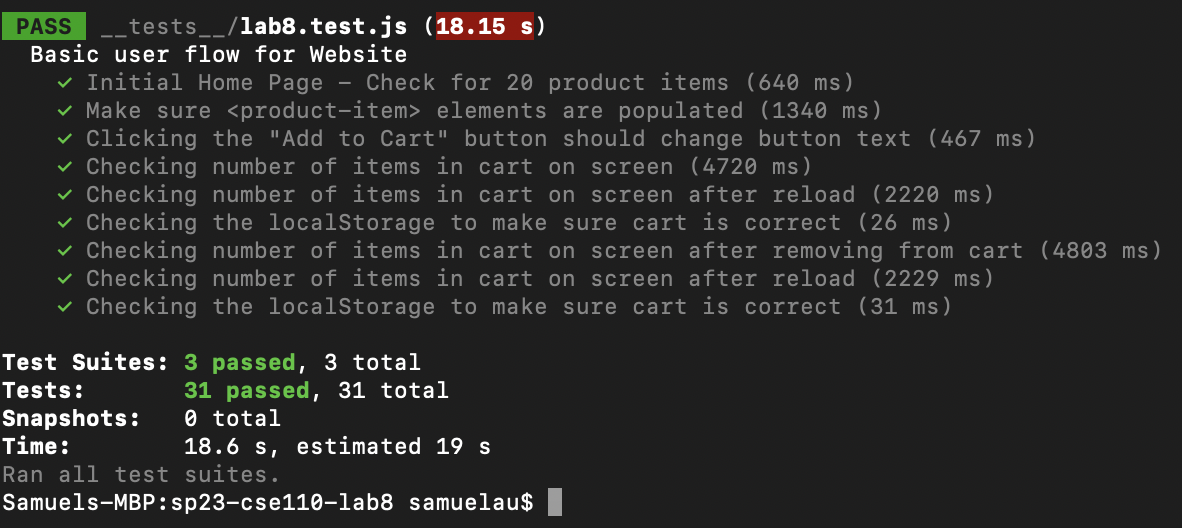 PASS __tests__/lab8.test.js (18.15 s)
Basic user flow for Website
✓ Initial Home Page – Check for 20 product items (640 ms)
✓ Make sure <product-item> elements are populated (1340 ms)
✓ Clicking the "Add to Cart" button should change button text (467 ms)
✓ Checking number of items in cart on screen (4720 ms)
✓ Checking number of items in cart on screen after reload (2220 ms)
✓ Checking the localStorage to make sure cart is correct (26 ms)
✓ Checking number of items in cart on screen after removing from cart (4803 ms)
✓ Checking number of items in cart on screen after reload (2229 ms)
✓ Checking the localStorage to make sure cart is correct (31 ms)
Test Suites: 3 passed, 3 total
Tests: 31 passed, 31 total
Snapshots: 0 total
Time: 18.6 s, estimated 19 s
Ran all test suites.
Samuels-MBP:sp23-cse110-lab8 samuelau$